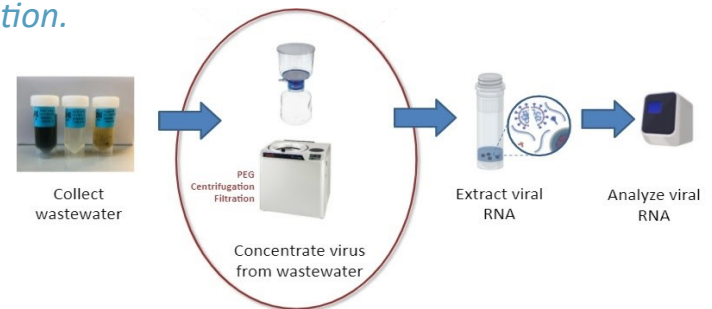 tion.
PEG
Centrifugation
Filtration
Collect
wastewater
Concentrate virus
from wastewater
Extract viral
RNA
Analyze viral
RNA